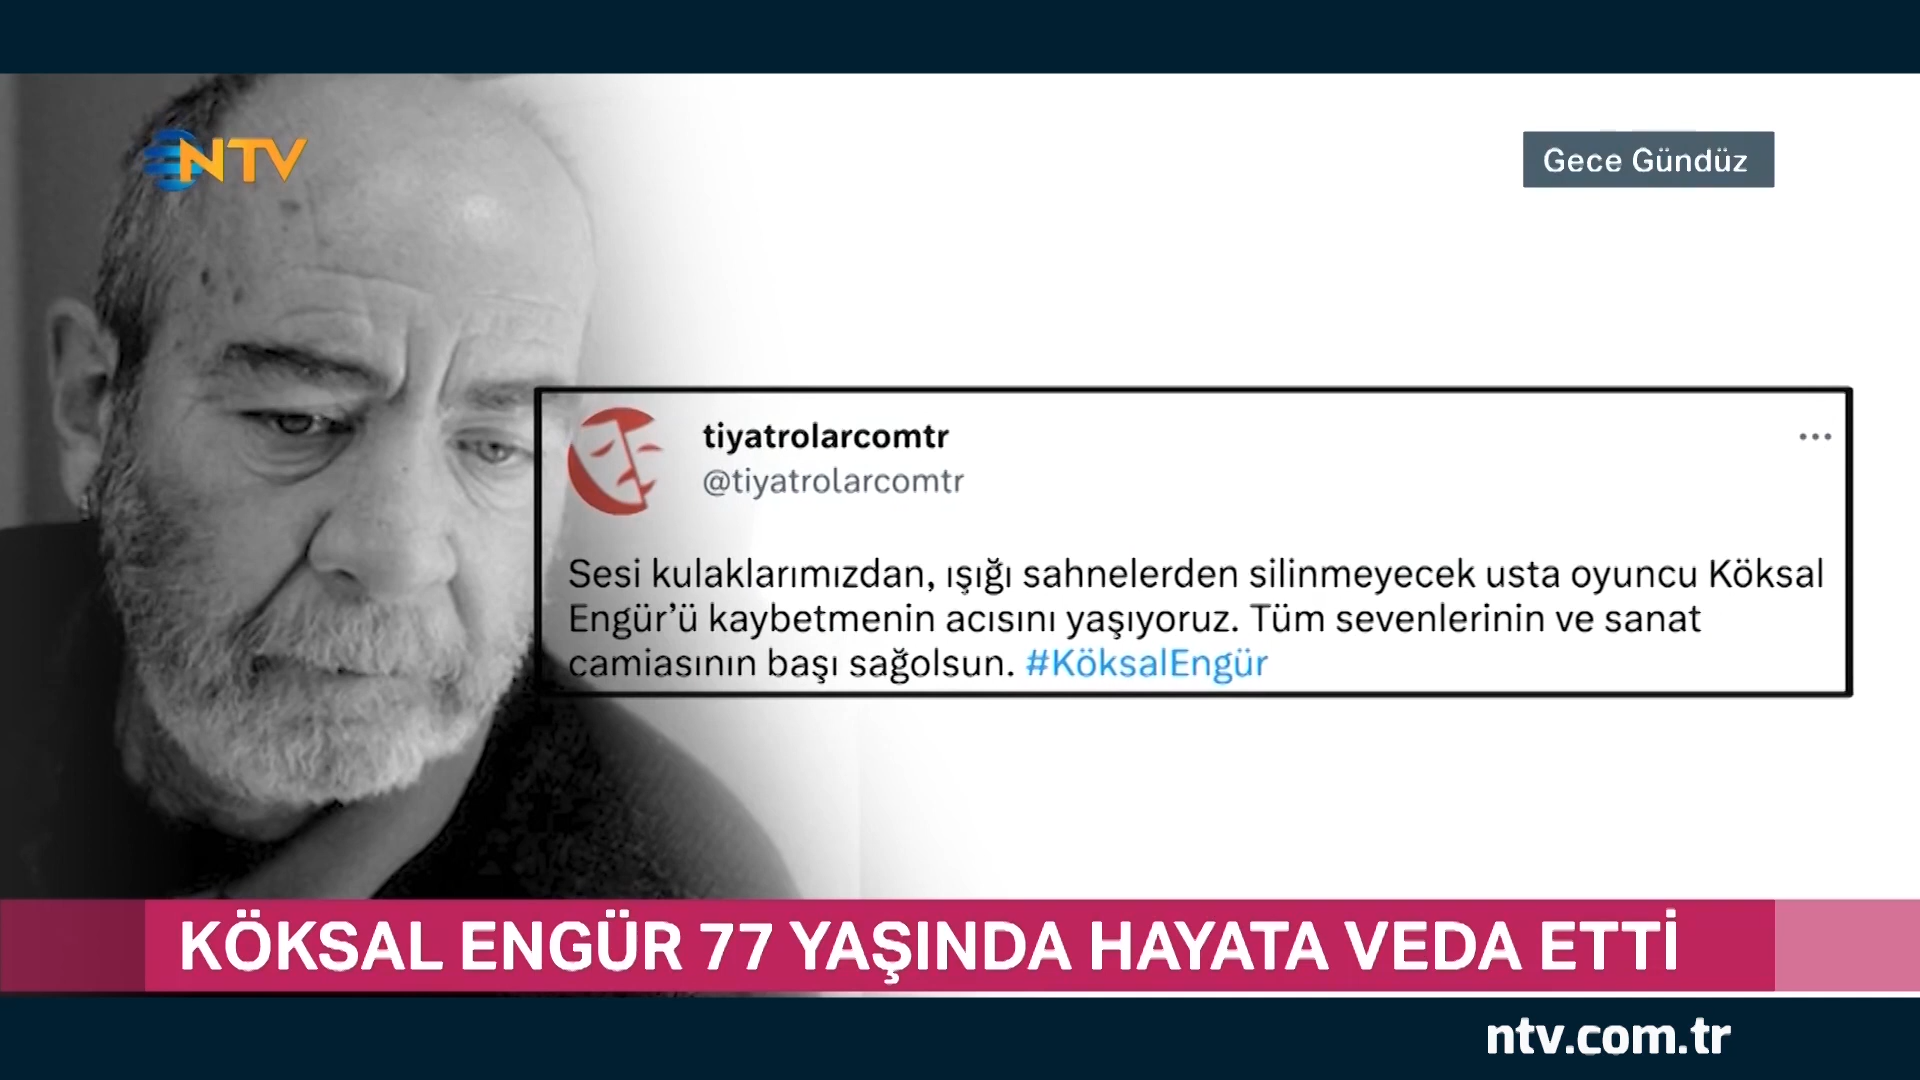 NTV
Gece Gündüz
tiyatrolarcomtr
@tiyatrolarcomtr
Sesi kulaklarımızdan, ışığı sahnelerden silinmeyecek usta oyuncu Köksal
Engür’ü kaybetmenin acısını yaşıyoruz. Tüm sevenlerinin ve sanat
camiasının başı sağolsun. #KöksalEngür
KÖKSAL ENGÜR 77 YAŞINDA HAYATA VEDA ETTİ
ntv.com.tr